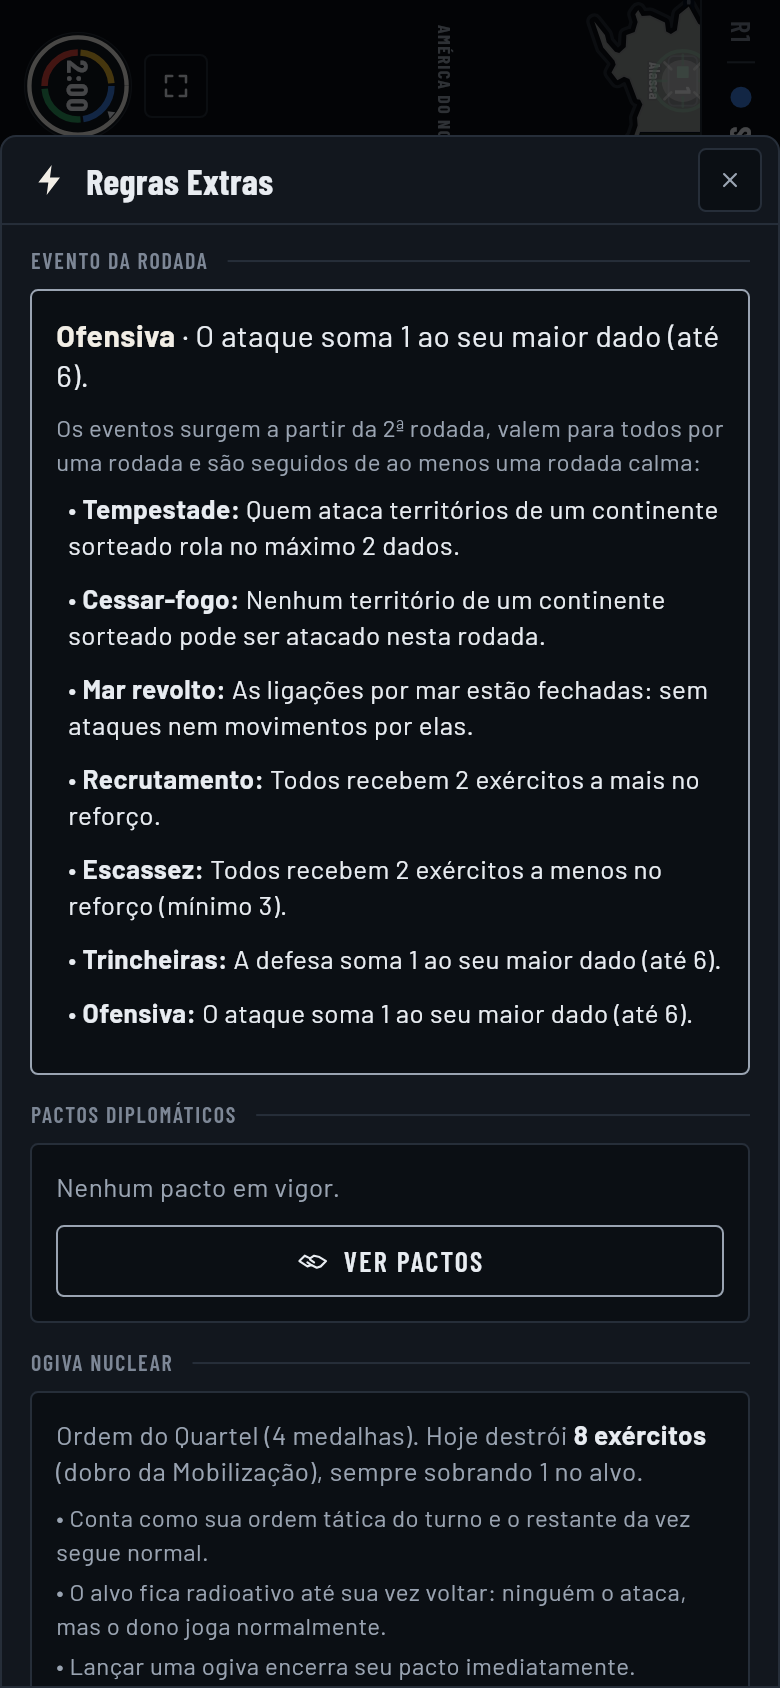 2:00
AMÉRICA DO NO
Alasca
1
R1
Regras Extras
EVENTO DA RODADA
Ofensiva · O ataque soma 1 ao seu maior dado (até
6).
Os eventos surgem a partir da 2ª rodada, valem para todos por
uma rodada e são seguidos de ao menos uma rodada calma:
• Tempestade: Quem ataca territórios de um continente
sorteado rola no máximo 2 dados.
• Cessar-fogo: Nenhum território de um continente
sorteado pode ser atacado nesta rodada.
• Mar revolto: As ligações por mar estão fechadas: sem
ataques nem movimentos por elas.
• Recrutamento: Todos recebem 2 exércitos a mais no
reforço.
• Escassez: Todos recebem 2 exércitos a menos no
reforço (mínimo 3).
• Trincheiras: A defesa soma 1 ao seu maior dado (até 6).
• Ofensiva: O ataque soma 1 ao seu maior dado (até 6).
PACTOS DIPLOMÁTICOS
Nenhum pacto em vigor.
VER PACTOS
OGIVA NUCLEAR
Ordem do Quartel (4 medalhas). Hoje destrói 8 exércitos
(dobro da Mobilização), sempre sobrando 1 no alvo.
• Conta como sua ordem tática do turno e o restante da vez
segue normal.
• O alvo fica radioativo até sua vez voltar: ninguém o ataca,
mas o dono joga normalmente.
• Lançar uma ogiva encerra seu pacto imediatamente.